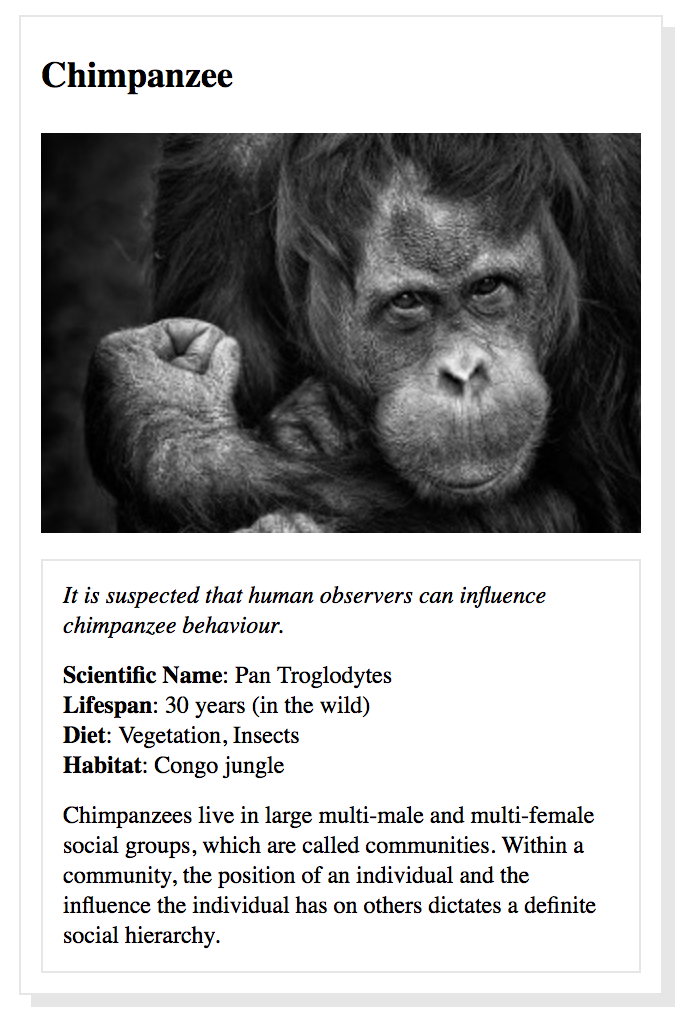 Chimpanzee
It is suspected that human observers can influence
chimpanzee behaviour.
Scientific Name: Pan Troglodytes
Lifespan: 30 years (in the wild)
Diet: Vegetation, Insects
Habitat: Congo jungle
Chimpanzees live in large multi-male and multi-female
social groups, which are called communities. Within a
community, the position of an individual and the
influence the individual has on others dictates a definite
social hierarchy.